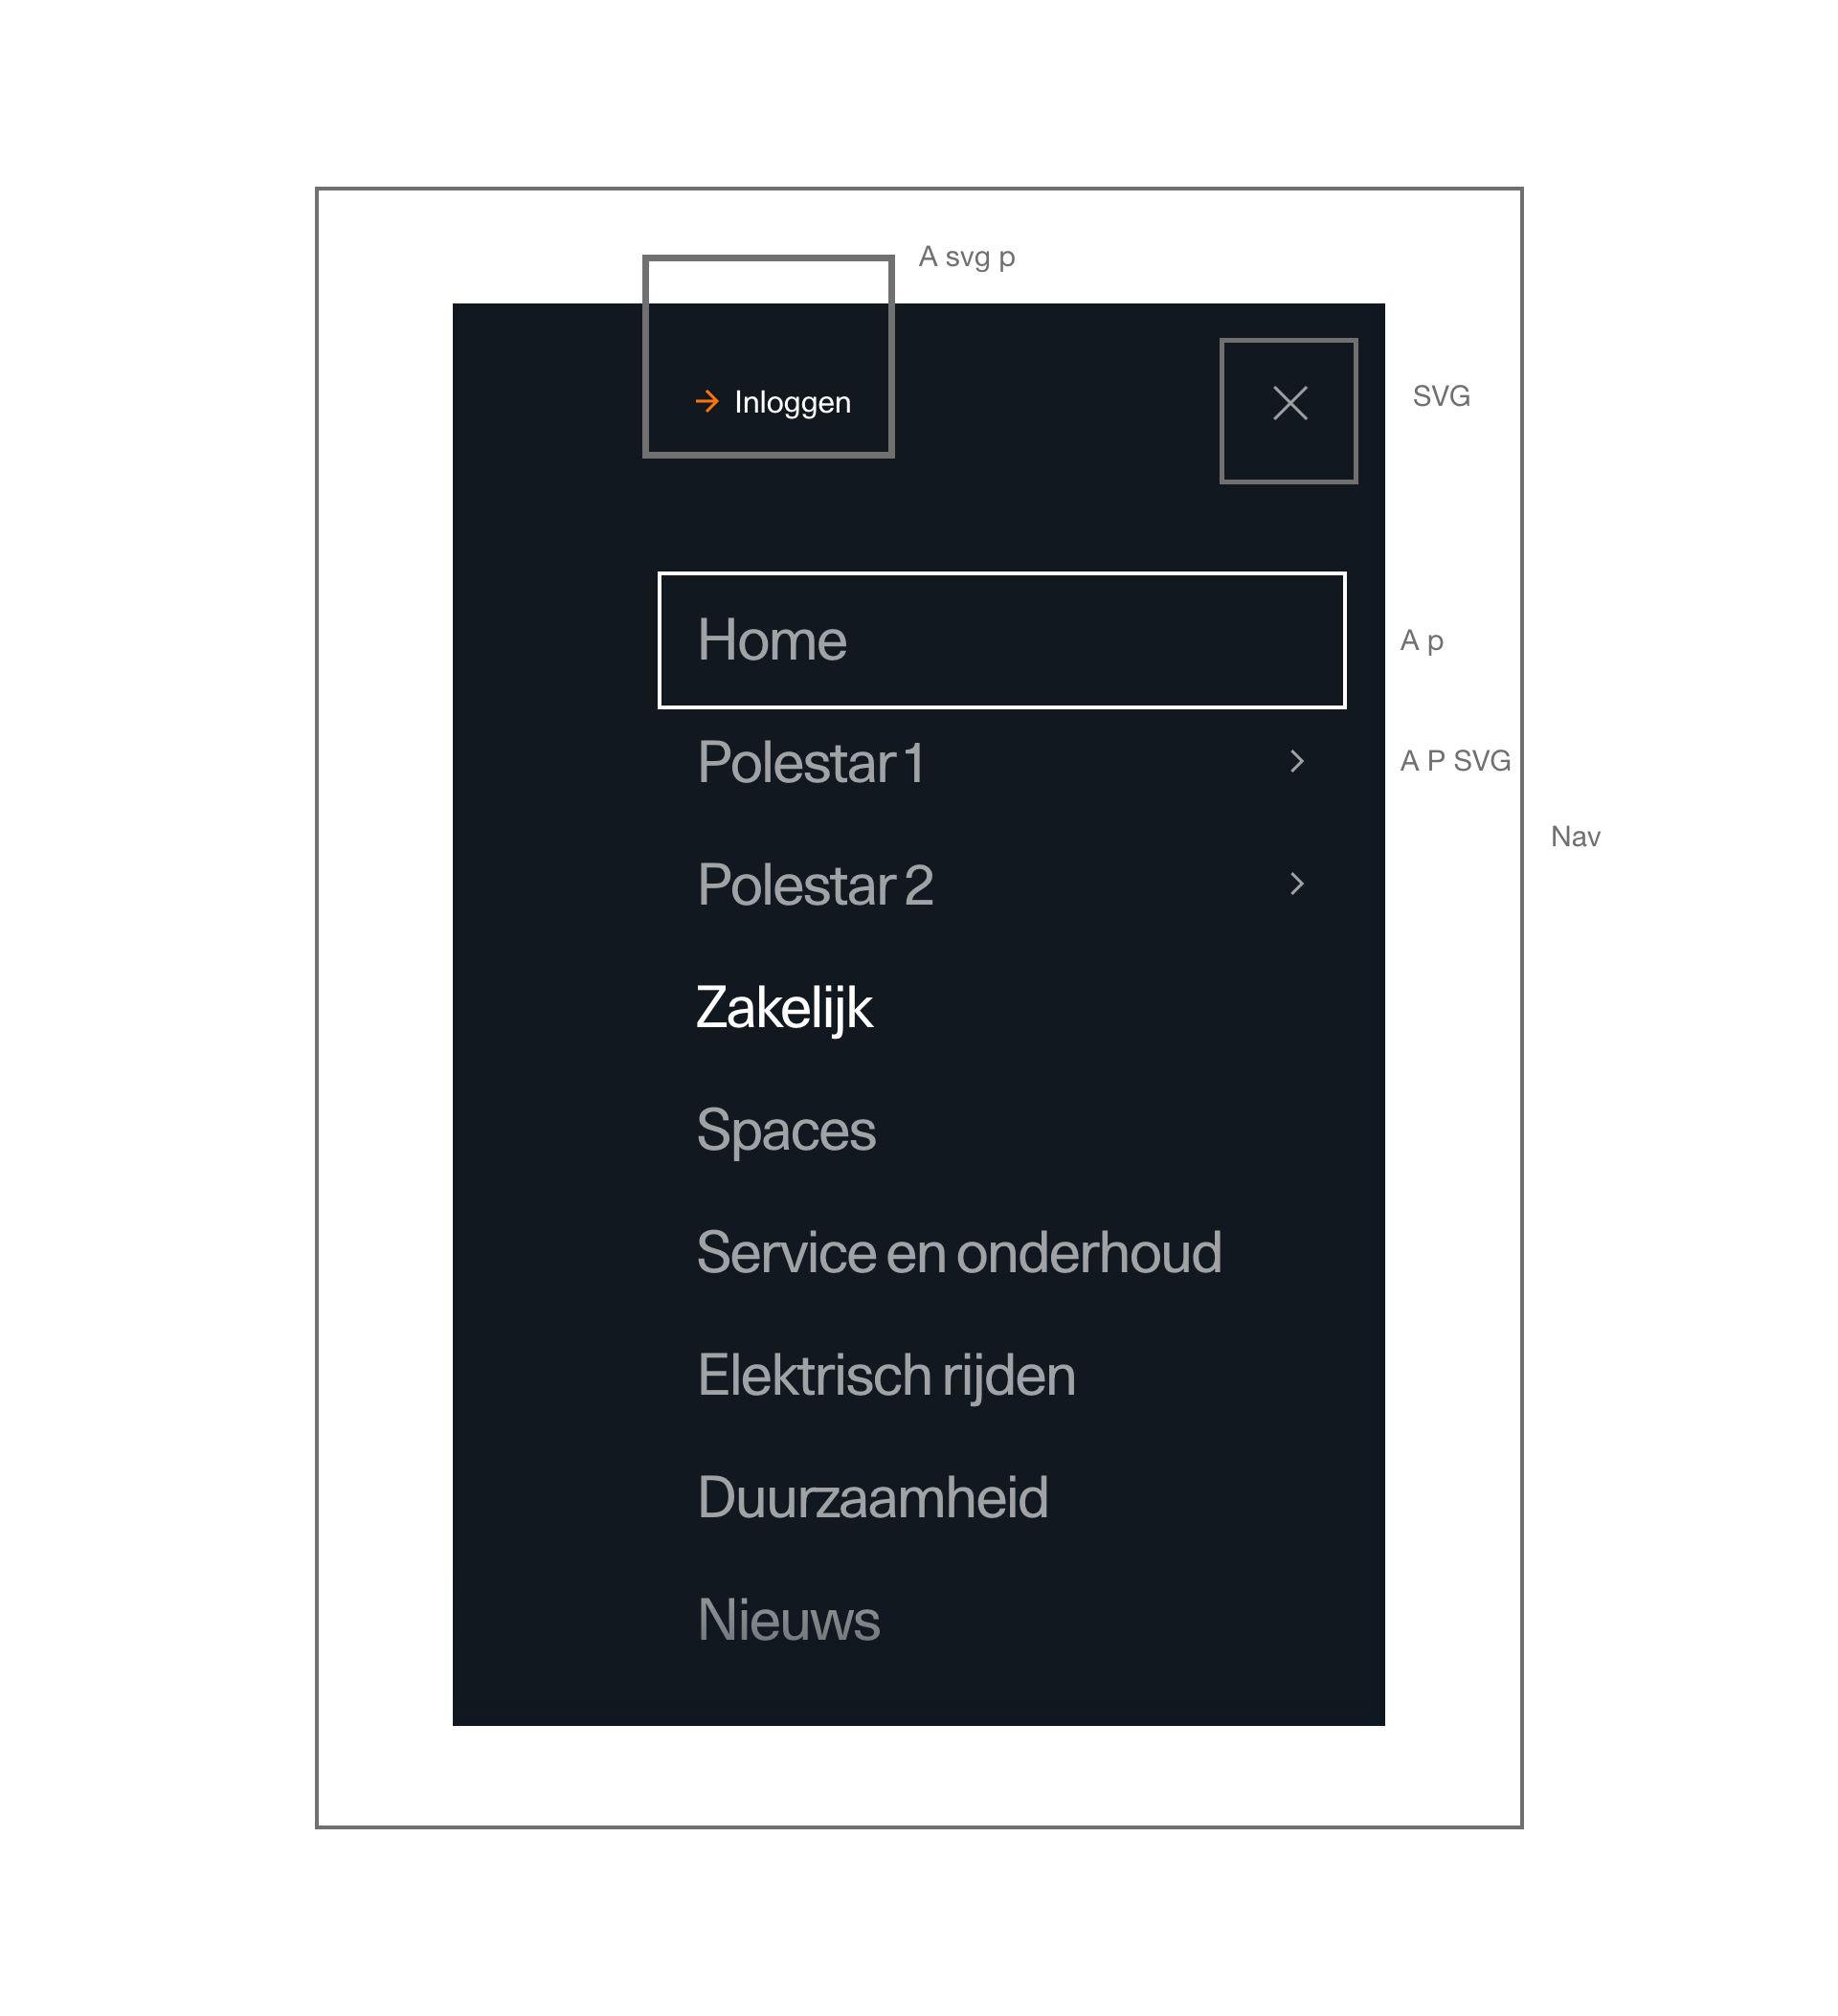 A svg p
Inloggen
SVG
Home
A p
Polestar 1
A P SVG
Nav
Polestar 2
Zakelijk
Spaces
Service en onderhoud
Elektrisch rijden
Duurzaamheid
Nieuws